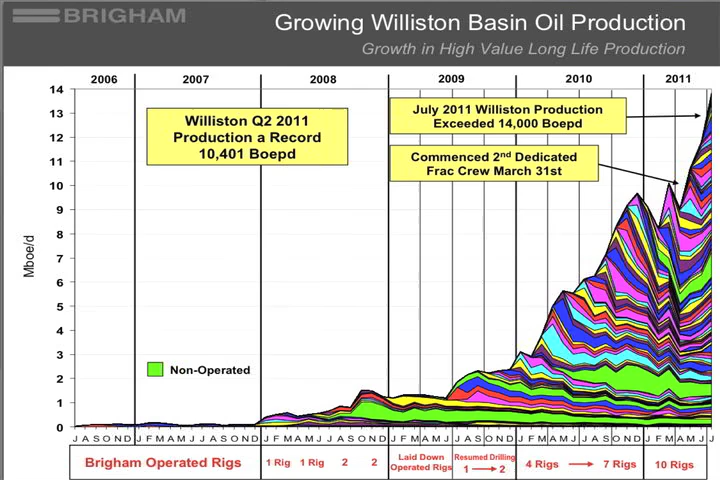 BRIGHAM
Growing Williston Basin Oil Production
Growth in High Value Long Life Production
2006 2007 2008 2009 2010 2011
Williston Q2 2011
Production a Record
10,401 Boepd
July 2011 Williston Production
Exceeded 14,000 Boepd
Commenced 2nd Dedicated
Frac Crew March 31st
Mboe/d
14
13
12
11
10
9
8
7
6
5
4
3
2
1
0
Non-Operated
J A S O N D J F M A M J J A S O N D J F M A M J J A S O N D J F M A M J J A S O N D J F M A M J J A S O N D J F M A M J J
Brigham Operated Rigs
1 Rig 1 Rig 2 2
Laid Down
Operated Rigs
Resumed Drilling
1 → 2
4 Rigs → 7 Rigs
10 Rigs